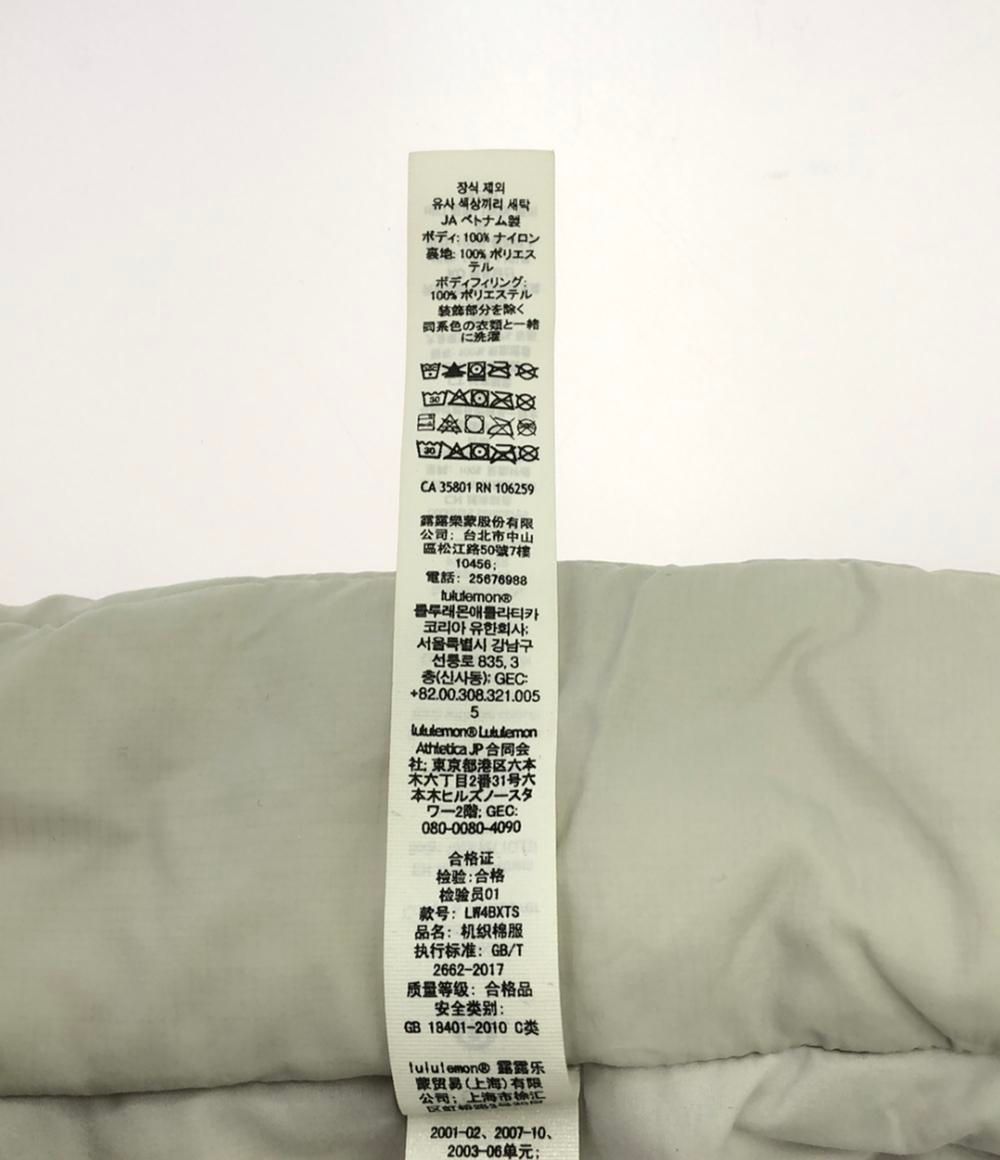 장식 제외
유사 색상끼리 세탁
JA ベトナム製
ボディ: 100% ナイロン
裏地: 100% ポリエス
テル
ボディフィリング:
100% ポリエステル
装飾部分を除く
同系色の衣類と一緒
に洗濯
30
30
CA 35801 RN 106259
露露樂蒙股份有限
公司: 台北市中山
區松江路50號7樓
10456;
電話: 25676988
lululemon®
룰루레몬애틀라티카
코리아 유한회사;
서울특별시 강남구
선릉로 835, 3
층(신사동); GEC:
+82.00.308.321.005
5
lululemon® Lululemon
Athletica JP 合同会
社; 東京都港区六本
木六丁目2番31号六
本木ヒルズノースタ
ワー2階; GEC:
080-0080-4090
合格证
检验:合格
检验员01
款号: LW4BXTS
品名: 机织棉服
执行标准: GB/T
2662-2017
质量等级: 合格品
安全类别:
GB 18401-2010 C类
lululemon® 露露乐
蒙贸易(上海)有限
公司; 上海市徐汇
2001-02、2007-10、
2003-06单元;